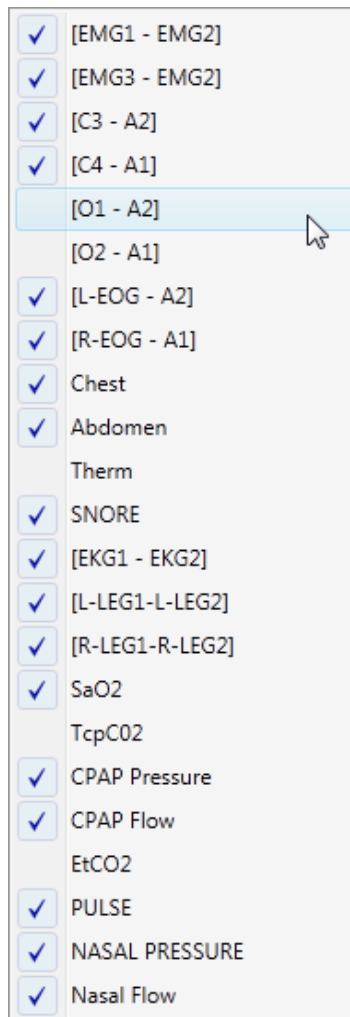 [EMG1 - EMG2]
[EMG3 - EMG2]
[C3 - A2]
[C4 - A1]
[O1 - A2]
[O2 - A1]
[L-EOG - A2]
[R-EOG - A1]
Chest
Abdomen
Therm
SNORE
[EKG1 - EKG2]
[L-LEG1-L-LEG2]
[R-LEG1-R-LEG2]
SaO2
TcpC02
CPAP Pressure
CPAP Flow
EtCO2
PULSE
NASAL PRESSURE
Nasal Flow